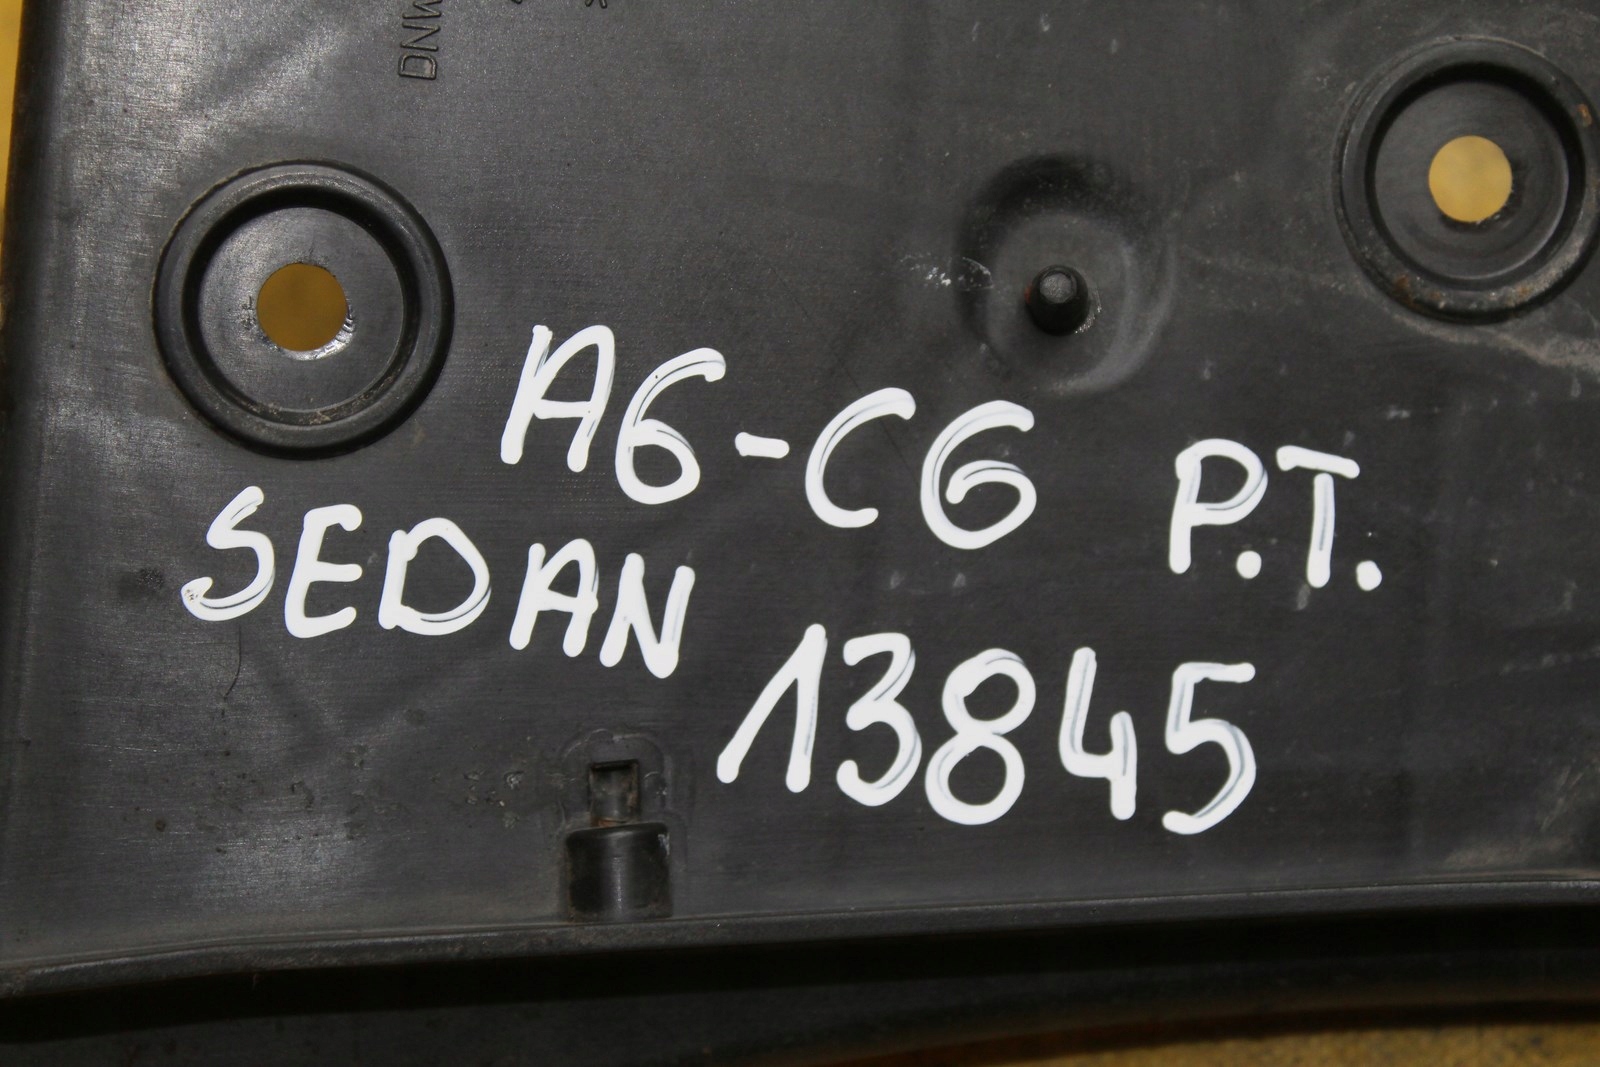 A6-C6 P.T.
SEDAN
13845